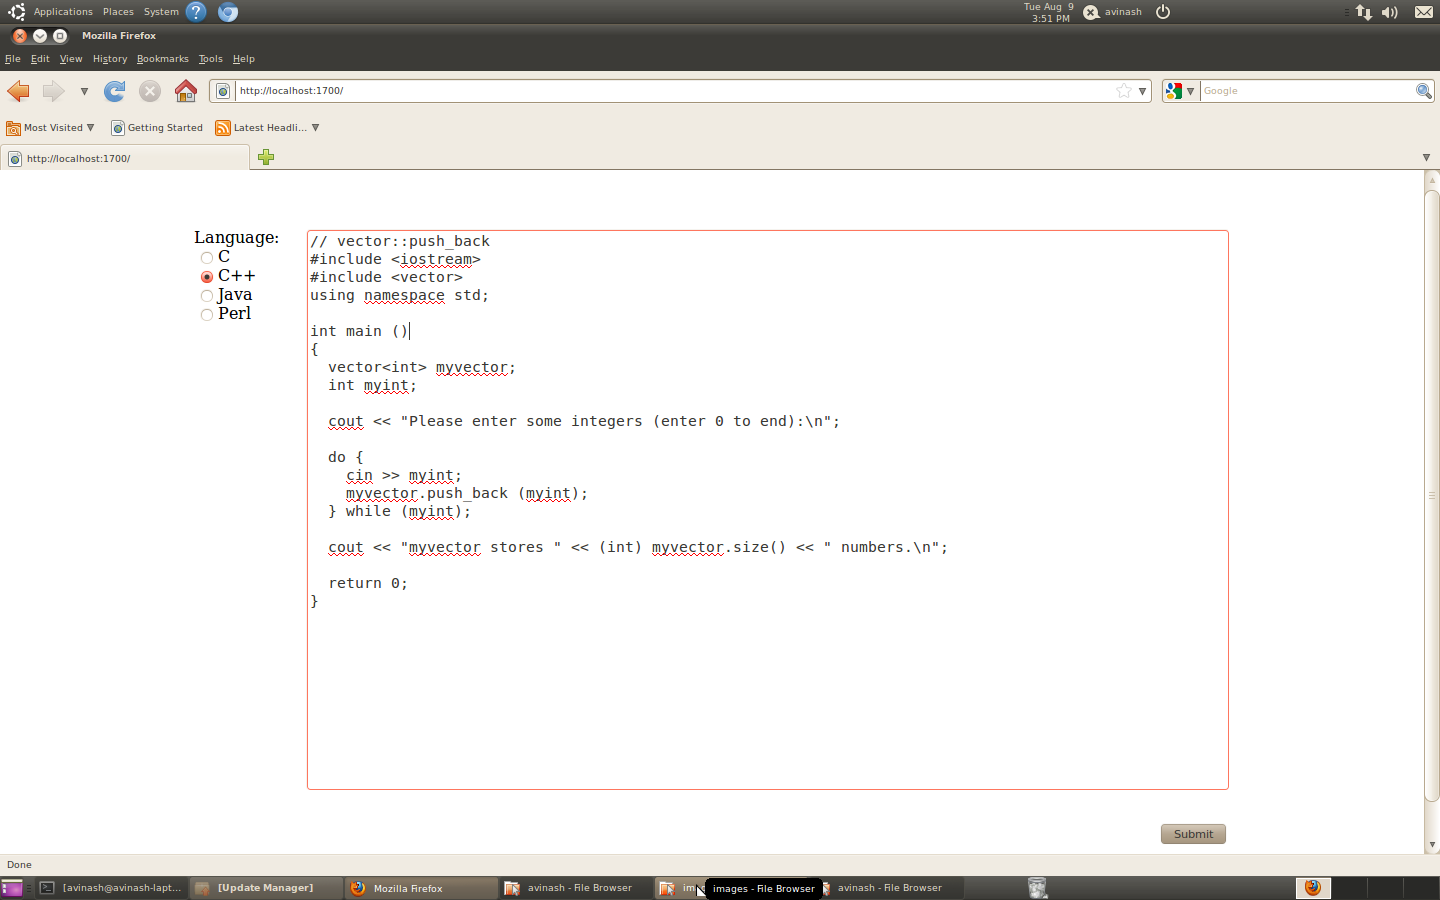 Applications Places System
Tue Aug 9
3:51 PM
avinash
Mozilla Firefox
File Edit View History Bookmarks Tools Help
http://localhost:1700/
Google
Most Visited Getting Started Latest Headli...
http://localhost:1700/
Language:
C
C++
Java
Perl
// vector::push_back
#include <iostream>
#include <vector>
using namespace std;
int main ()
{
  vector<int> myvector;
  int myint;
  cout << "Please enter some integers (enter 0 to end):\n";
  do {
    cin >> myint;
    myvector.push_back (myint);
  } while (myint);
  cout << "myvector stores " << (int) myvector.size() << " numbers.\n";
  return 0;
}
Submit
Done
[avinash@avinash-lapt... [Update Manager] Mozilla Firefox avinash - File Browser images - File Browser avinash - File Browser